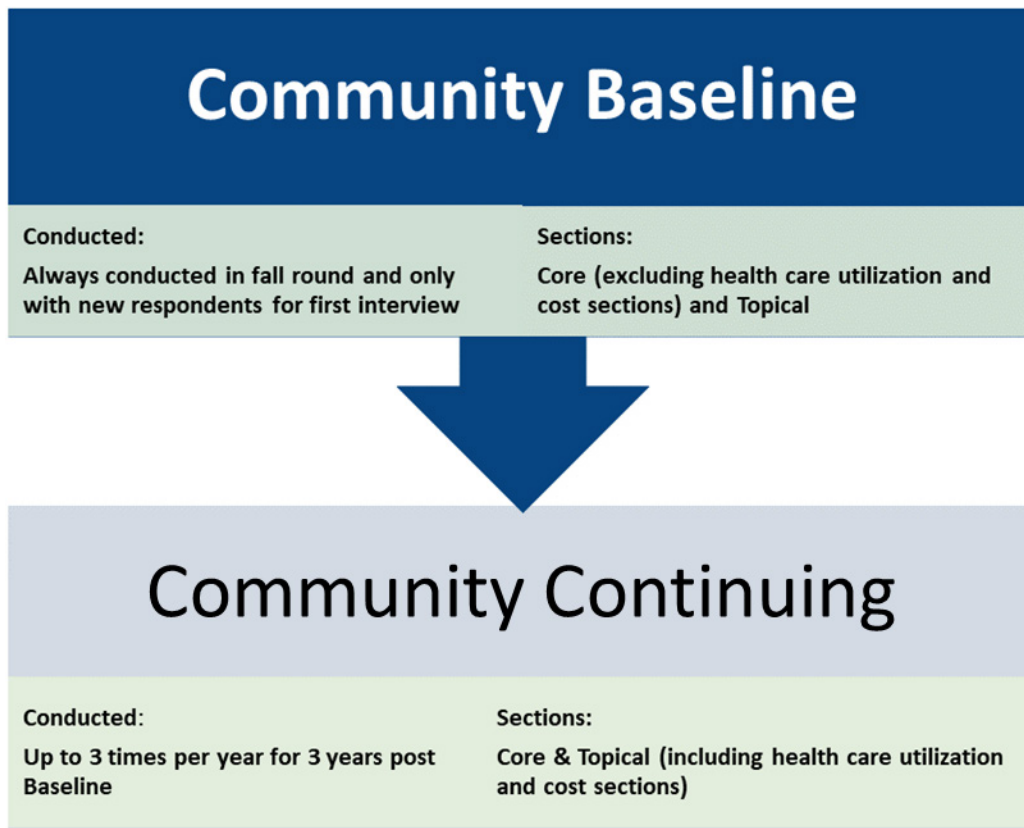 Community Baseline
Conducted:
Always conducted in fall round and only
with new respondents for first interview
Sections:
Core (excluding health care utilization and
cost sections) and Topical
Community Continuing
Conducted:
Up to 3 times per year for 3 years post
Baseline
Sections:
Core & Topical (including health care utilization
and cost sections)